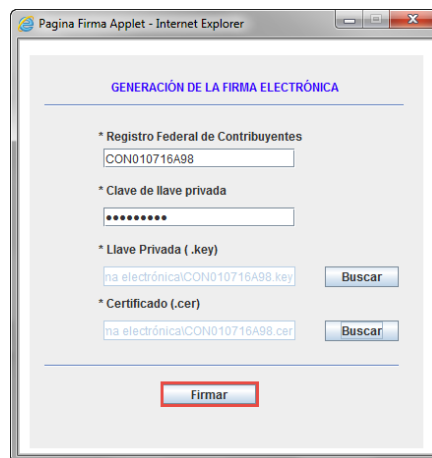 Pagina Firma Applet - Internet Explorer
GENERACIÓN DE LA FIRMA ELECTRÓNICA
* Registro Federal de Contribuyentes
CON010716A98
* Clave de llave privada
•••••••••
* Llave Privada ( .key)
na electrónica\CON010716A98.key
Buscar
* Certificado (.cer)
na electrónica\CON010716A98.cer
Buscar
Firmar